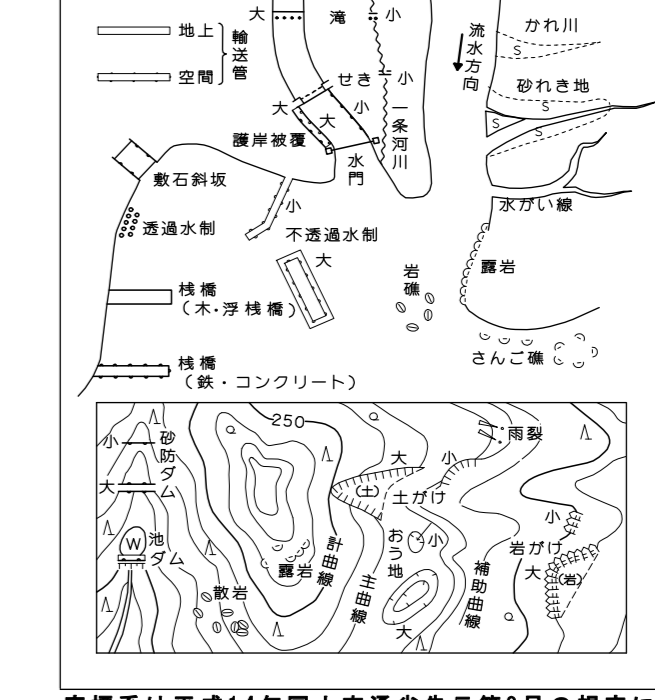 大
滝
小
地上
空間
輸送管
流水方向
かれ川
S
せき
小
砂れき地
S
大
大
小
一条河川
S
S
護岸被覆
水門
敷石斜坂
水がい線
小
透過水制
不透過水制
大
岩礁
露岩
桟橋
(木・浮桟橋)
さんご礁
桟橋
(鉄・コンクリート)
250
小
砂防ダム
大
雨裂
大
小
(土)
土がけ
小
W
池
ダム
おう地
小
岩がけ
大
(岩)
計曲線
露岩
主曲線
補助曲線
散岩
大